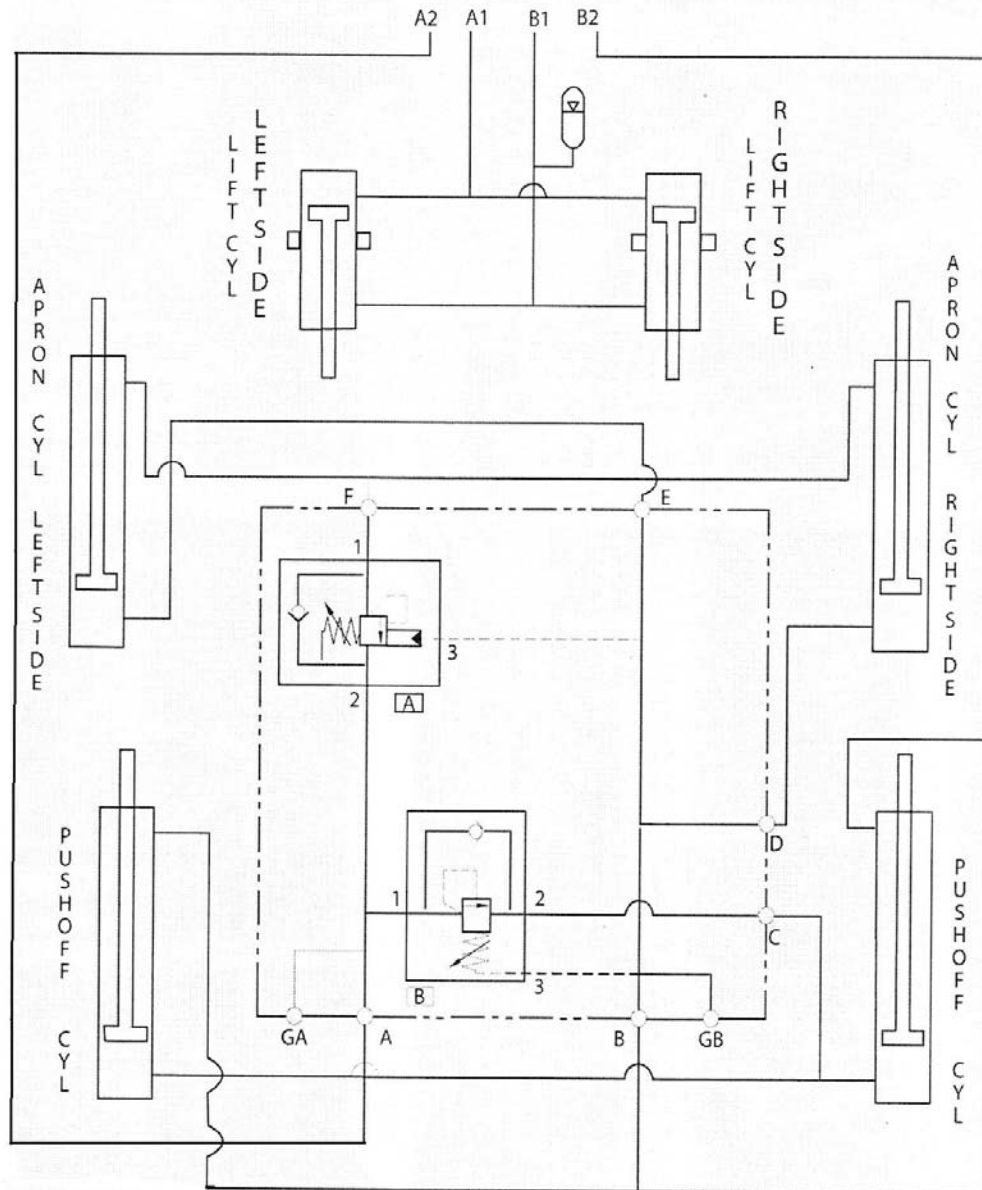 A2 A1 B1 B2
LEFT SIDE
LIFT CYL
RIGHT SIDE
LIFT CYL
APRON CYL LEFT SIDE
APRON CYL RIGHT SIDE
F
E
1
3
2
A
PUSHOFF CYL
PUSHOFF CYL
D
1
2
C
3
B
GA
A
B
GB